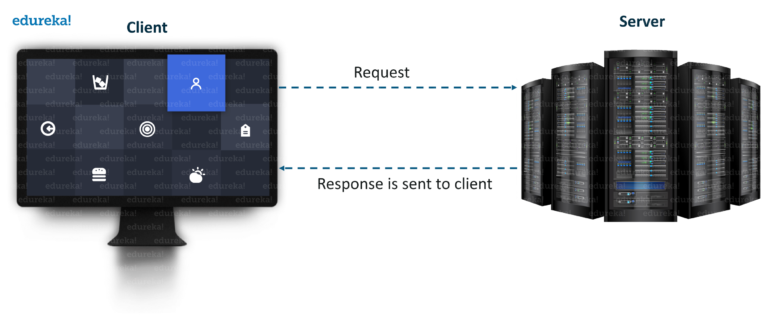 edureka!
Client
Server
Request
Response is sent to client